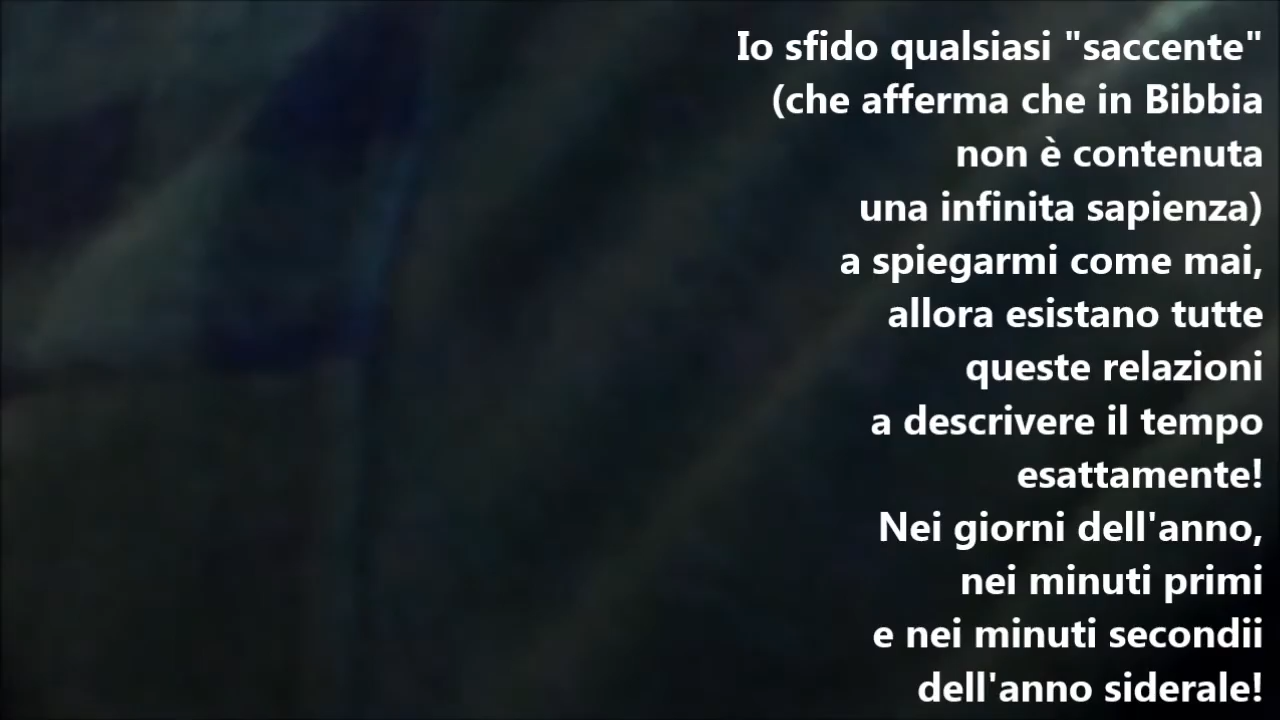 Io sfido qualsiasi "saccente"
(che afferma che in Bibbia
non è contenuta
una infinita sapienza)
a spiegarmi come mai,
allora esistano tutte
queste relazioni
a descrivere il tempo
esattamente!
Nei giorni dell'anno,
nei minuti primi
e nei minuti secondii
dell'anno siderale!